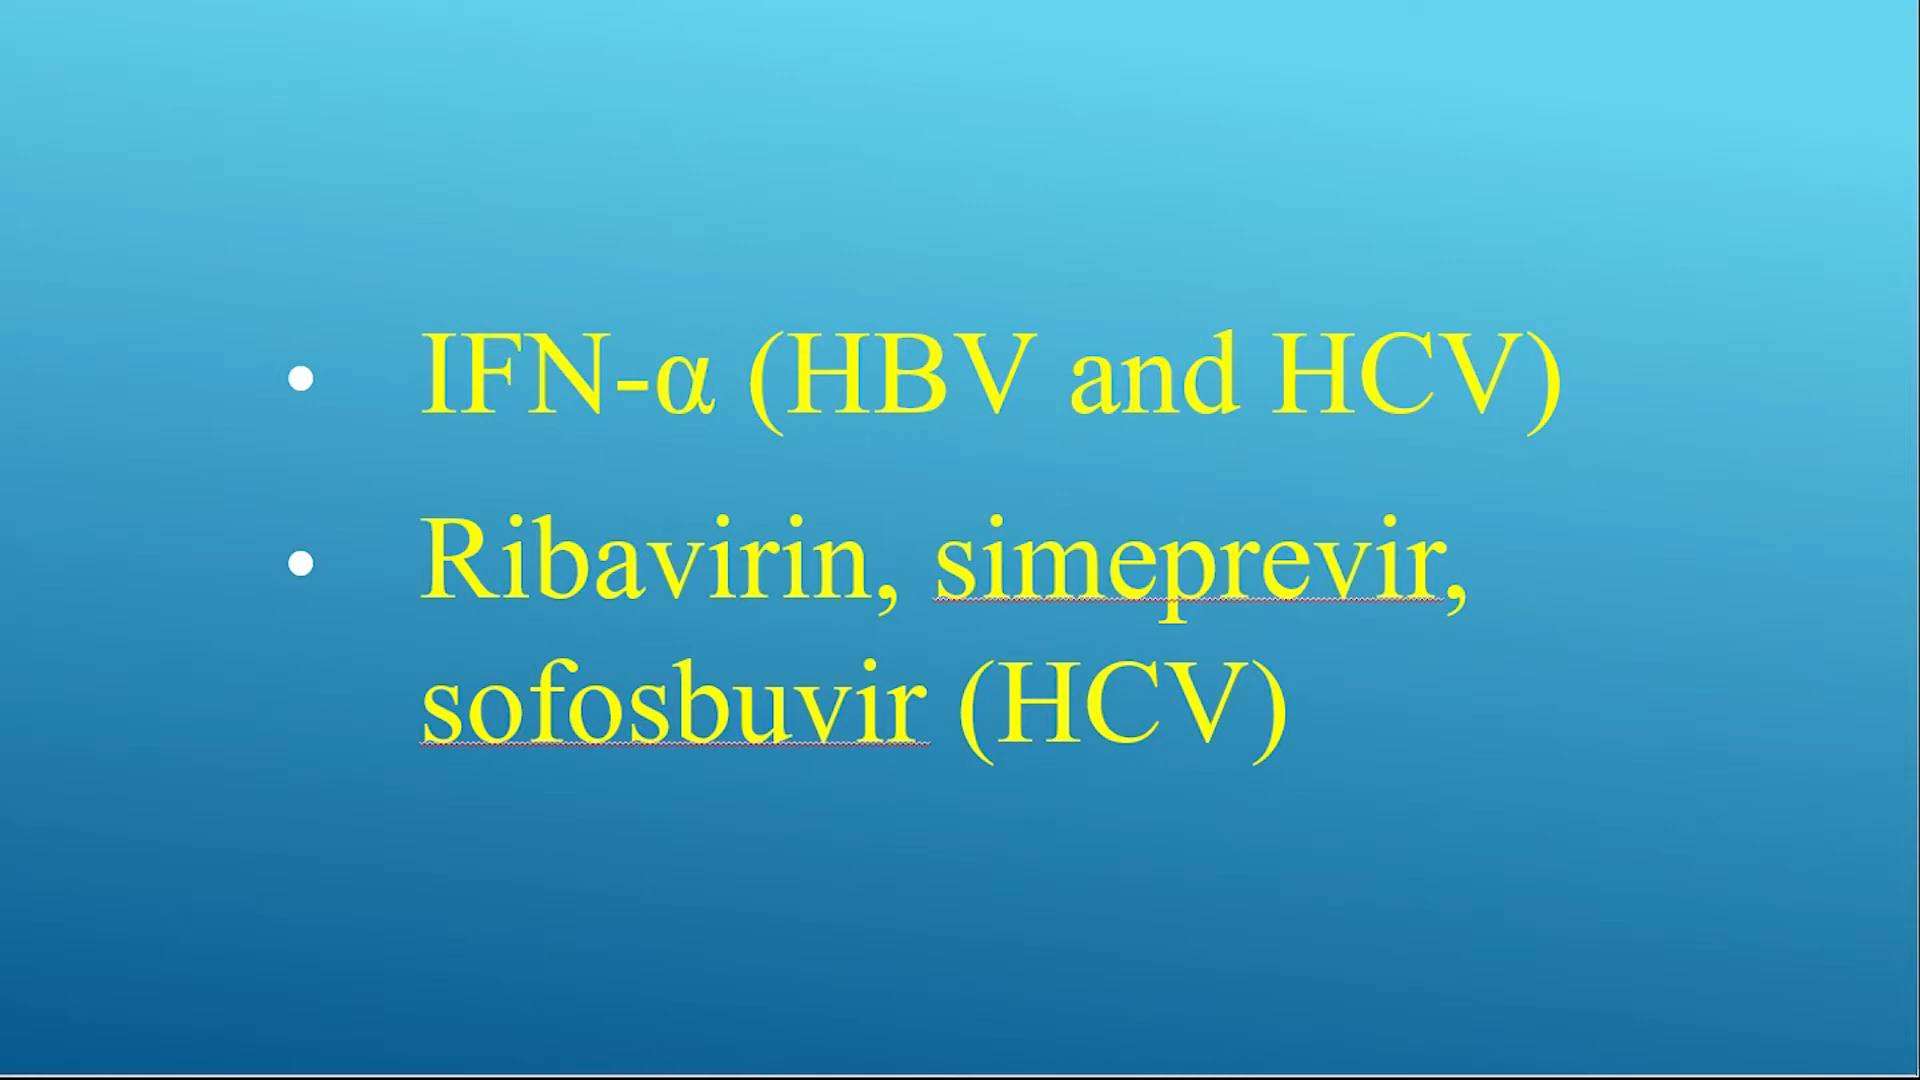 • IFN-α (HBV and HCV)
• Ribavirin, simeprevir,
sofosbuvir (HCV)